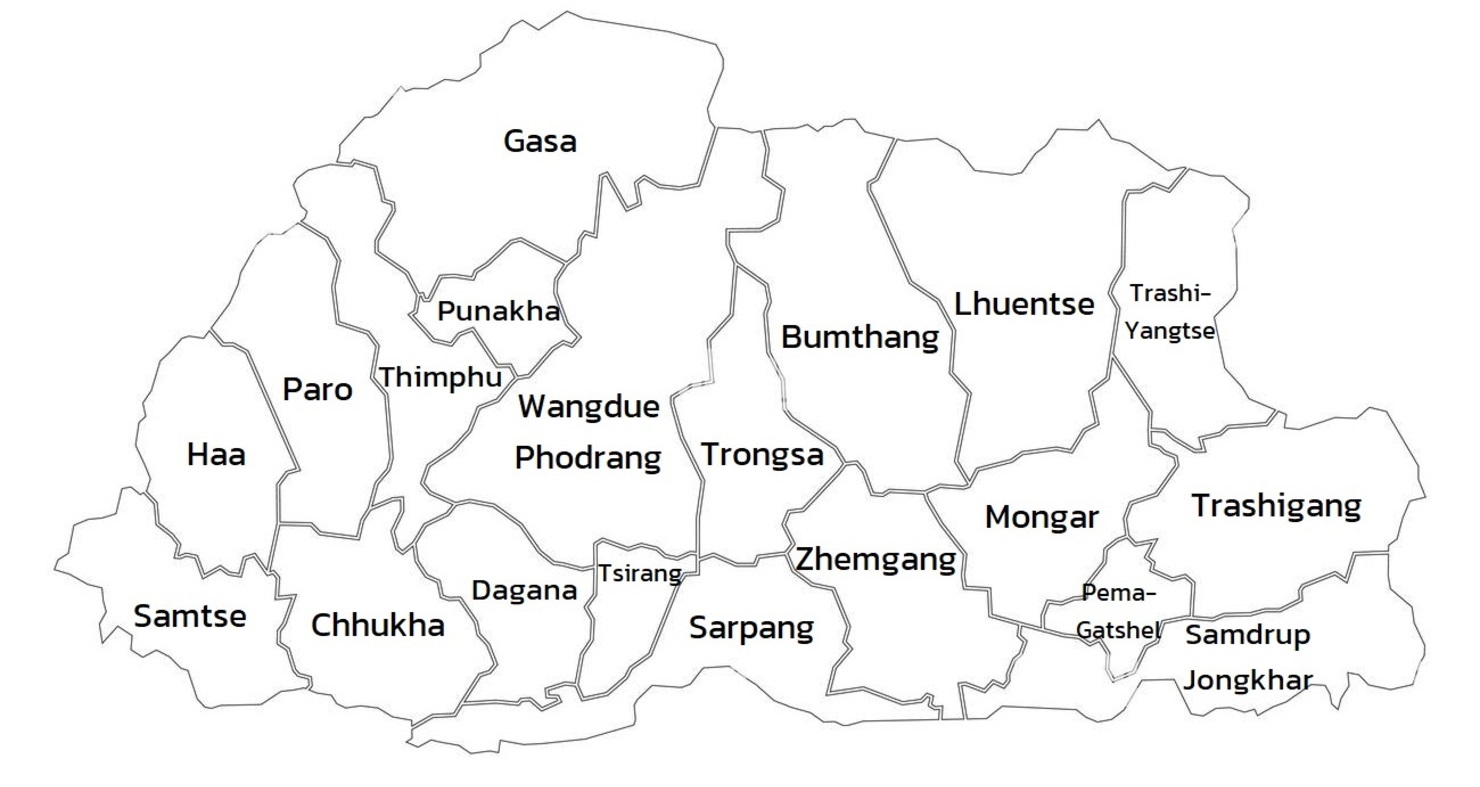 Gasa
Punakha
Lhuentse
Trashi-
Yangtse
Bumthang
Thimphu
Paro
Wangdue
Phodrang
Haa
Trongsa
Mongar
Trashigang
Zhemgang
Tsirang
Dagana
Pema-
Gatshel
Samtse
Chhukha
Sarpang
Samdrup
Jongkhar